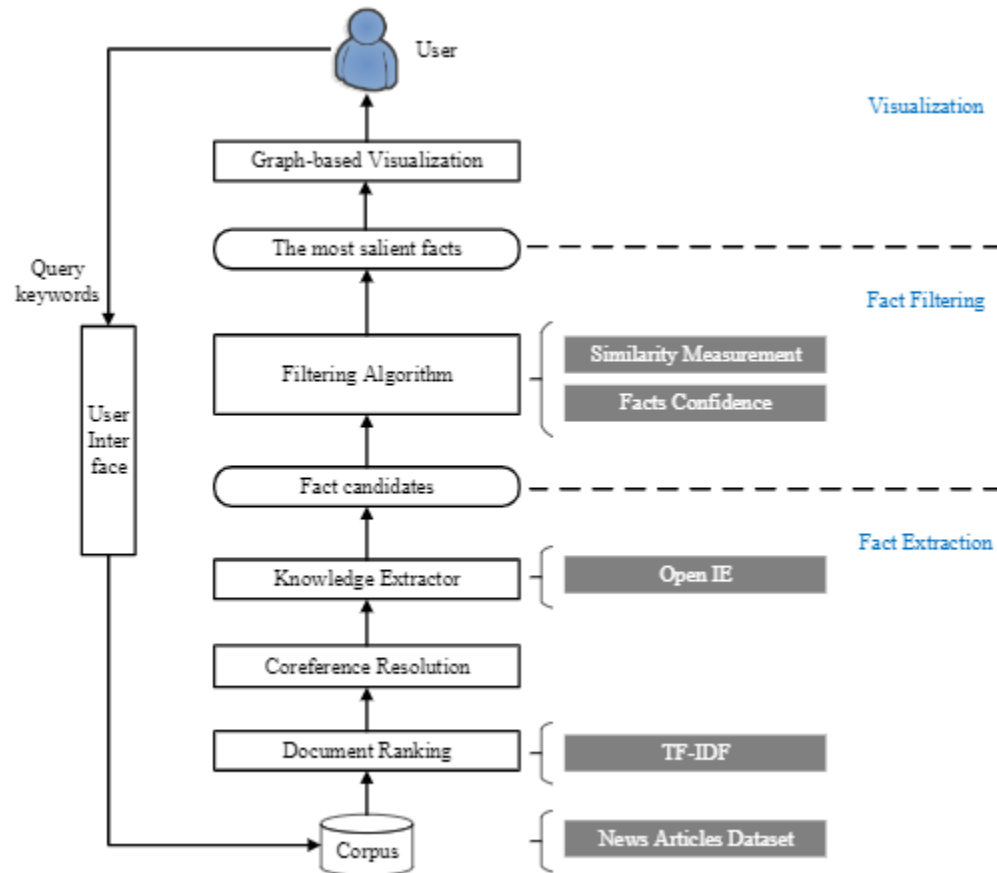 User
Visualization
Graph-based Visualization
The most salient facts
Query
keywords
Fact Filtering
Similarity Measurement
Filtering Algorithm
Facts Confidence
User
Inter
face
Fact candidates
Fact Extraction
Knowledge Extractor
Open IE
Coreference Resolution
Document Ranking
TF-IDF
Corpus
News Articles Dataset